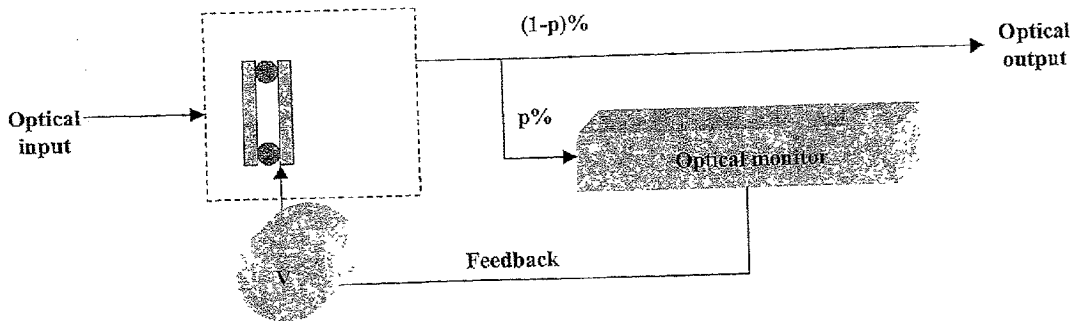 (1-p)%
Optical
output
Optical
input
p%
Optical monitor
V
Feedback